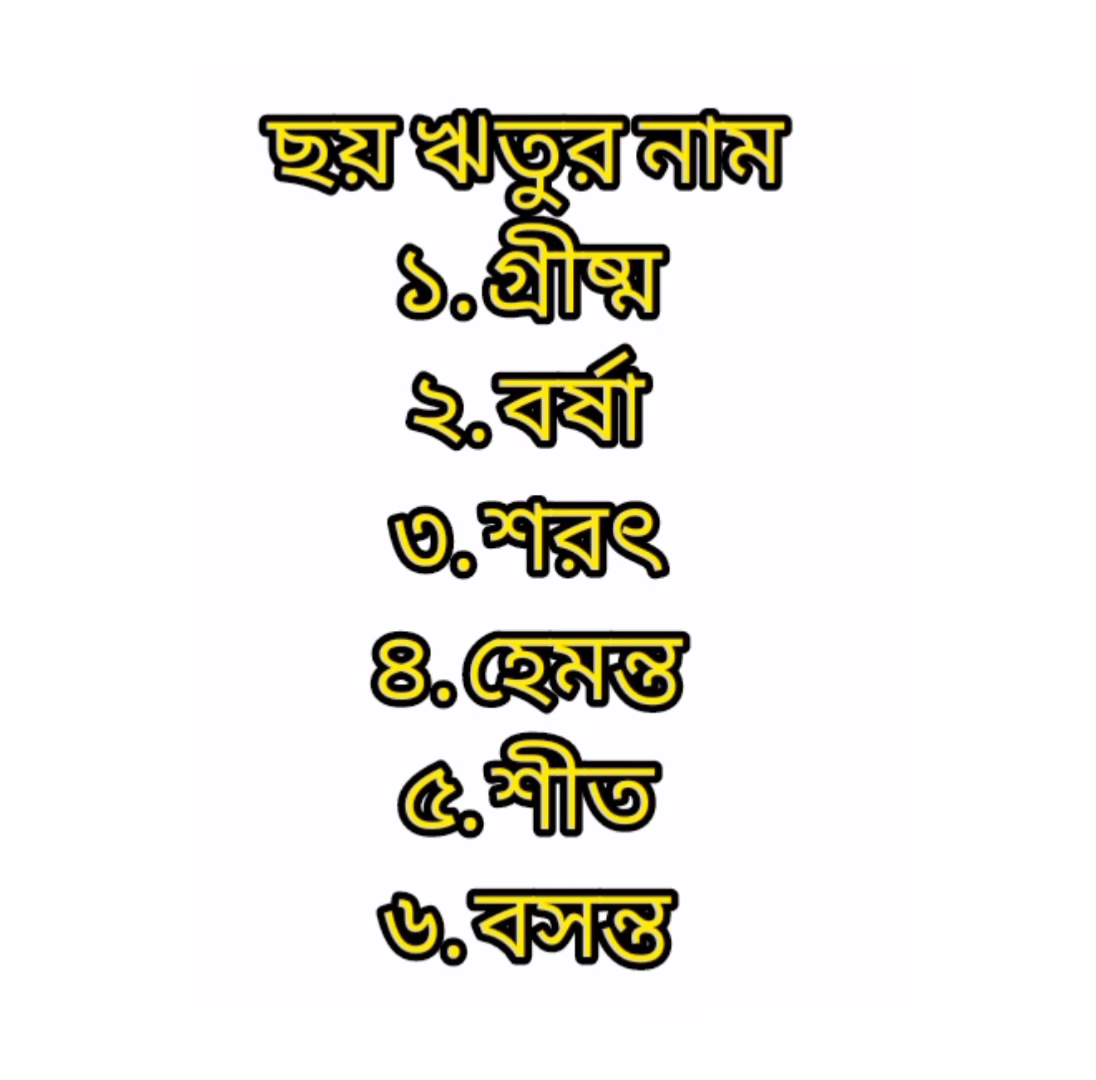 ছয় ঋতুর নাম
১.গ্রীষ্ম
২.বর্ষা
৩.শরৎ
৪.হেমন্ত
৫.শীত
৬.বসন্ত